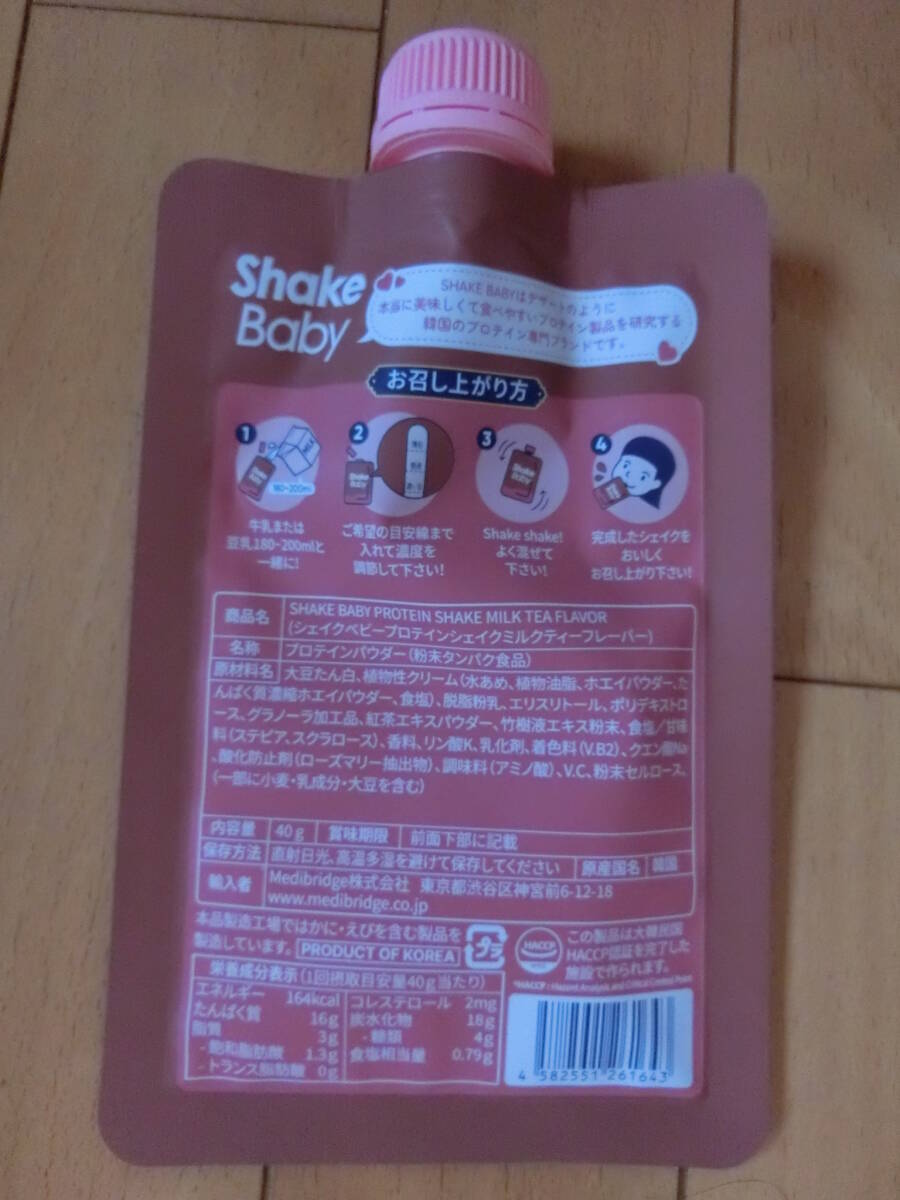 Shake
Baby
SHAKE BABYはデザートのように
本当に美味しくて食べやすいプロテイン製品を研究する
韓国のプロテイン専門ブランドです。
お召し上がり方
1
2
3
4
MILK
180~200ml
Shake
Baby
Shake
Baby
牛乳または
豆乳180~200mlと
一緒に!
ご希望の目安線まで
入れて濃度を
調節して下さい!
Shake shake!
よく混ぜて
下さい!
完成したシェイクを
おいしく
お召し上がり下さい!
商品名 SHAKE BABY PROTEIN SHAKE MILK TEA FLAVOR
(シェイクベビープロテインシェイクミルクティーフレーバー)
名称 プロテインパウダー(粉末タンパク食品)
原材料名 大豆たん白、植物性クリーム(水あめ、植物油脂、ホエイパウダー、た
んぱく質濃縮ホエイパウダー、食塩)、脱脂粉乳、エリスリトール、ポリデキストロ
ース、グラノーラ加工品、紅茶エキスパウダー、竹樹液エキス粉末、食塩/甘味
料(ステビア、スクラロース)、香料、リン酸K、乳化剤、着色料(V.B2)、クエン酸Na
、酸化防止剤(ローズマリー抽出物)、調味料(アミノ酸)、V.C、粉末セルロース、
(一部に小麦・乳成分・大豆を含む)
内容量 40g 賞味期限 前面下部に記載
保存方法 直射日光、高温多湿を避けて保存してください 原産国名 韓国
輸入者 Medibridge株式会社 東京都渋谷区神宮前6-12-18
www.medibridge.co.jp
本品製造工場ではかに・えびを含む製品を
製造しています。 PRODUCT OF KOREA
プラ
HACCP
この製品は大韓民国
HACCP認証を完了した
施設で作られます。
*HACCP : Hazard Analysis and Critical Control Point
栄養成分表示(1回摂取目安量40g当たり)
エネルギー 164kcal
たんぱく質 16g
脂質 3g
- 飽和脂肪酸 1.3g
- トランス脂肪酸 0g
コレステロール 2mg
炭水化物 18g
- 糖類 4g
食塩相当量 0.79g
4 582551 261643